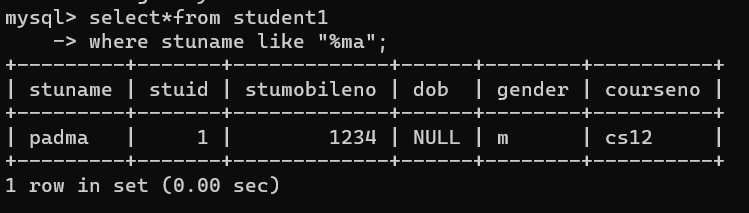 mysql> select*from student1
    -> where stuname like "%ma";
+---------+-------+-------------+------+--------+----------+
| stuname | stuid | stumobileno | dob  | gender | courseno |
+---------+-------+-------------+------+--------+----------+
| padma   |     1 |        1234 | NULL | m      | cs12     |
+---------+-------+-------------+------+--------+----------+
1 row in set (0.00 sec)